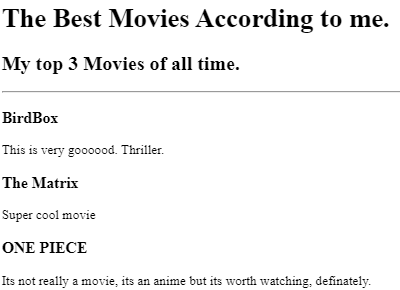 The Best Movies According to me.
My top 3 Movies of all time.
BirdBox
This is very goooood. Thriller.
The Matrix
Super cool movie
ONE PIECE
Its not really a movie, its an anime but its worth watching, definately.